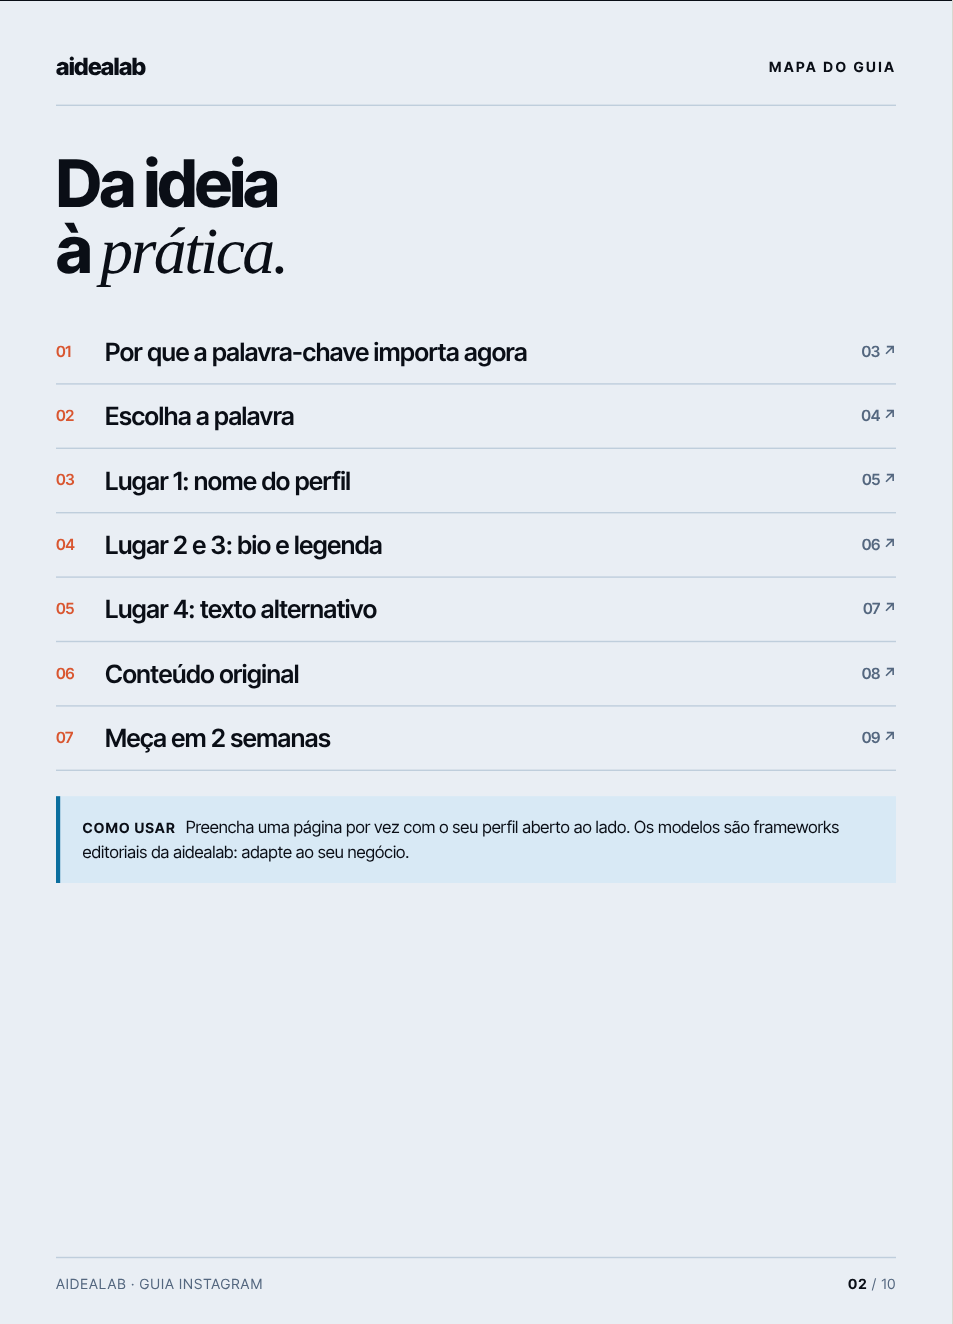 aidealab
MAPA DO GUIA
Da ideia
à prática.
01 Por que a palavra-chave importa agora 03 ↗
02 Escolha a palavra 04 ↗
03 Lugar 1: nome do perfil 05 ↗
04 Lugar 2 e 3: bio e legenda 06 ↗
05 Lugar 4: texto alternativo 07 ↗
06 Conteúdo original 08 ↗
07 Meça em 2 semanas 09 ↗
COMO USAR Preencha uma página por vez com o seu perfil aberto ao lado. Os modelos são frameworks
editoriais da aidealab: adapte ao seu negócio.
AIDEALAB · GUIA INSTAGRAM
02 / 10